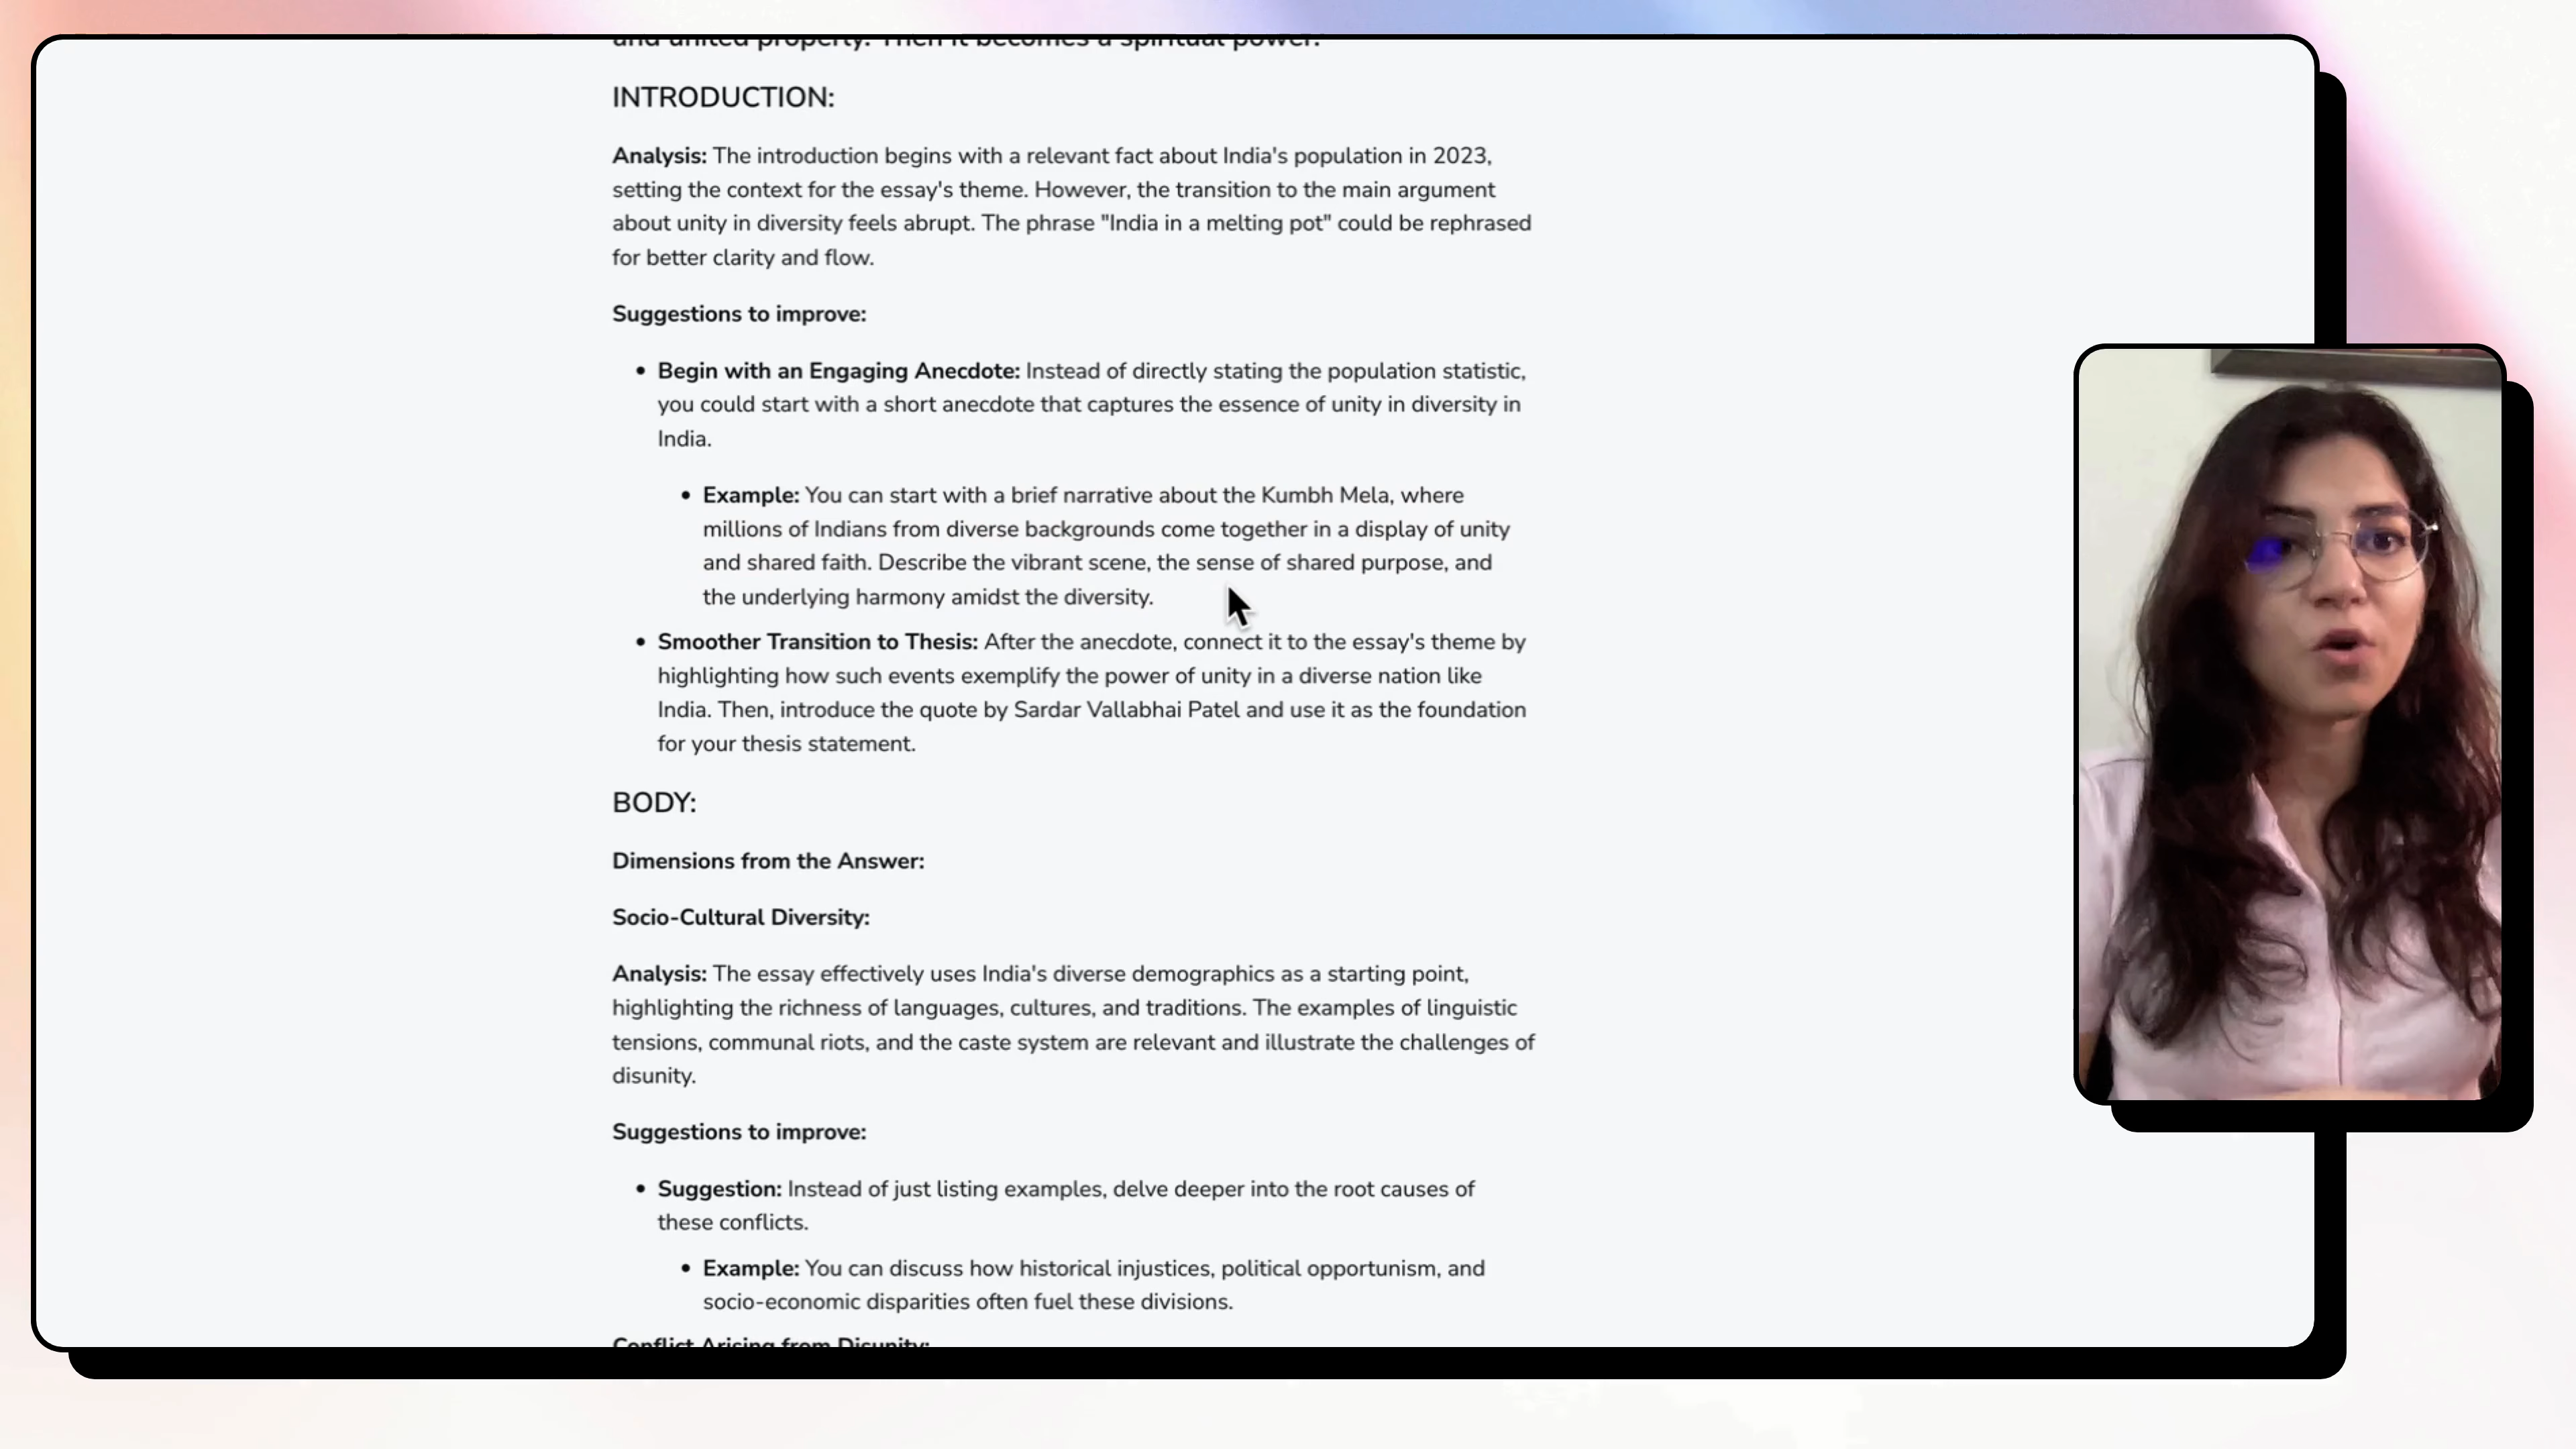 and united properly. Then it becomes a spiritual power.
INTRODUCTION:
Analysis: The introduction begins with a relevant fact about India's population in 2023,
setting the context for the essay's theme. However, the transition to the main argument
about unity in diversity feels abrupt. The phrase "India in a melting pot" could be rephrased
for better clarity and flow.
Suggestions to improve:
• Begin with an Engaging Anecdote: Instead of directly stating the population statistic,
you could start with a short anecdote that captures the essence of unity in diversity in
India.
• Example: You can start with a brief narrative about the Kumbh Mela, where
millions of Indians from diverse backgrounds come together in a display of unity
and shared faith. Describe the vibrant scene, the sense of shared purpose, and
the underlying harmony amidst the diversity.
• Smoother Transition to Thesis: After the anecdote, connect it to the essay's theme by
highlighting how such events exemplify the power of unity in a diverse nation like
India. Then, introduce the quote by Sardar Vallabhai Patel and use it as the foundation
for your thesis statement.
BODY:
Dimensions from the Answer:
Socio-Cultural Diversity:
Analysis: The essay effectively uses India's diverse demographics as a starting point,
highlighting the richness of languages, cultures, and traditions. The examples of linguistic
tensions, communal riots, and the caste system are relevant and illustrate the challenges of
disunity.
Suggestions to improve:
• Suggestion: Instead of just listing examples, delve deeper into the root causes of
these conflicts.
• Example: You can discuss how historical injustices, political opportunism, and
socio-economic disparities often fuel these divisions.
Conflict Arising from Disunity: